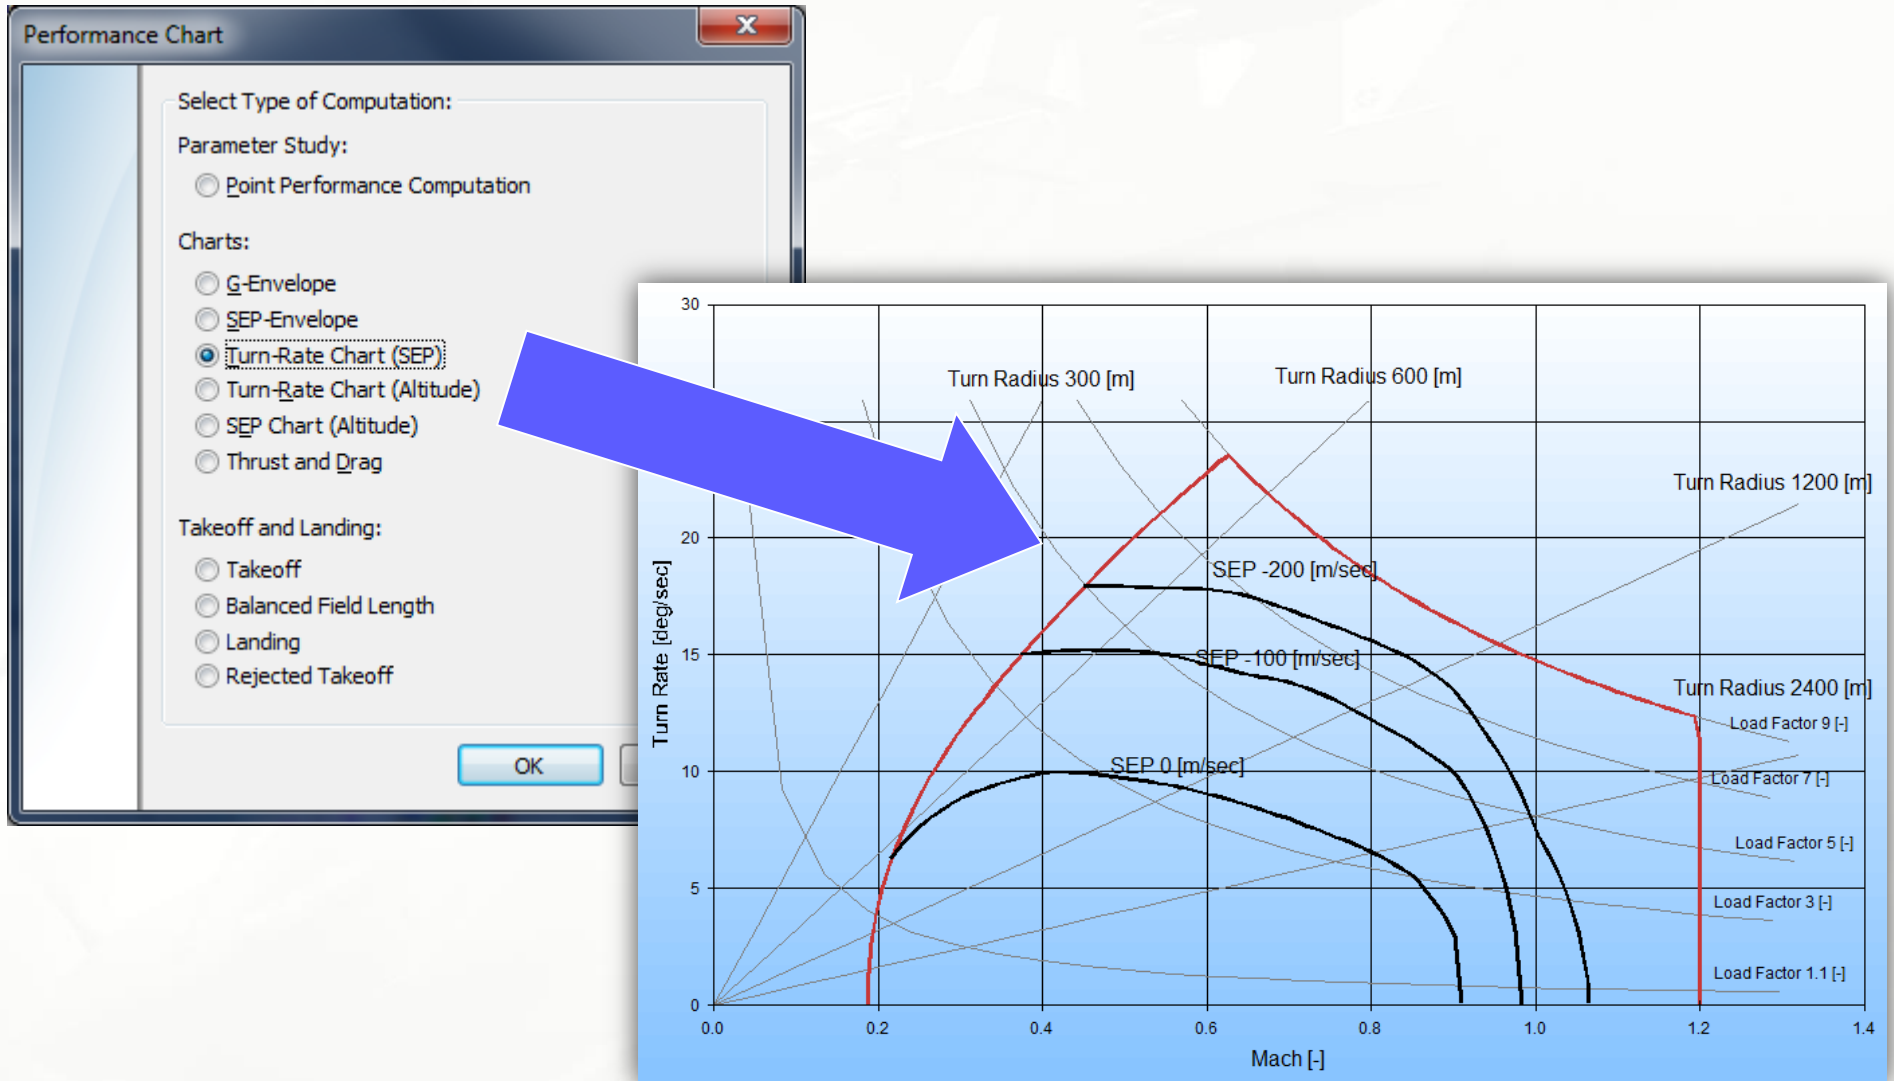 Performance Chart
Select Type of Computation:
Parameter Study:
Point Performance Computation
Charts:
G-Envelope
SEP-Envelope
Turn-Rate Chart (SEP)
Turn-Rate Chart (Altitude)
SEP Chart (Altitude)
Thrust and Drag
Takeoff and Landing:
Takeoff
Balanced Field Length
Landing
Rejected Takeoff
OK
30
20
15
10
5
0
Turn Rate [deg/sec]
Turn Radius 300 [m]
Turn Radius 600 [m]
Turn Radius 1200 [m]
SEP -200 [m/sec]
SEP -100 [m/sec]
Turn Radius 2400 [m]
Load Factor 9 [-]
SEP 0 [m/sec]
Load Factor 7 [-]
Load Factor 5 [-]
Load Factor 3 [-]
Load Factor 1.1 [-]
0.0 0.2 0.4 0.6 0.8 1.0 1.2 1.4
Mach [-]